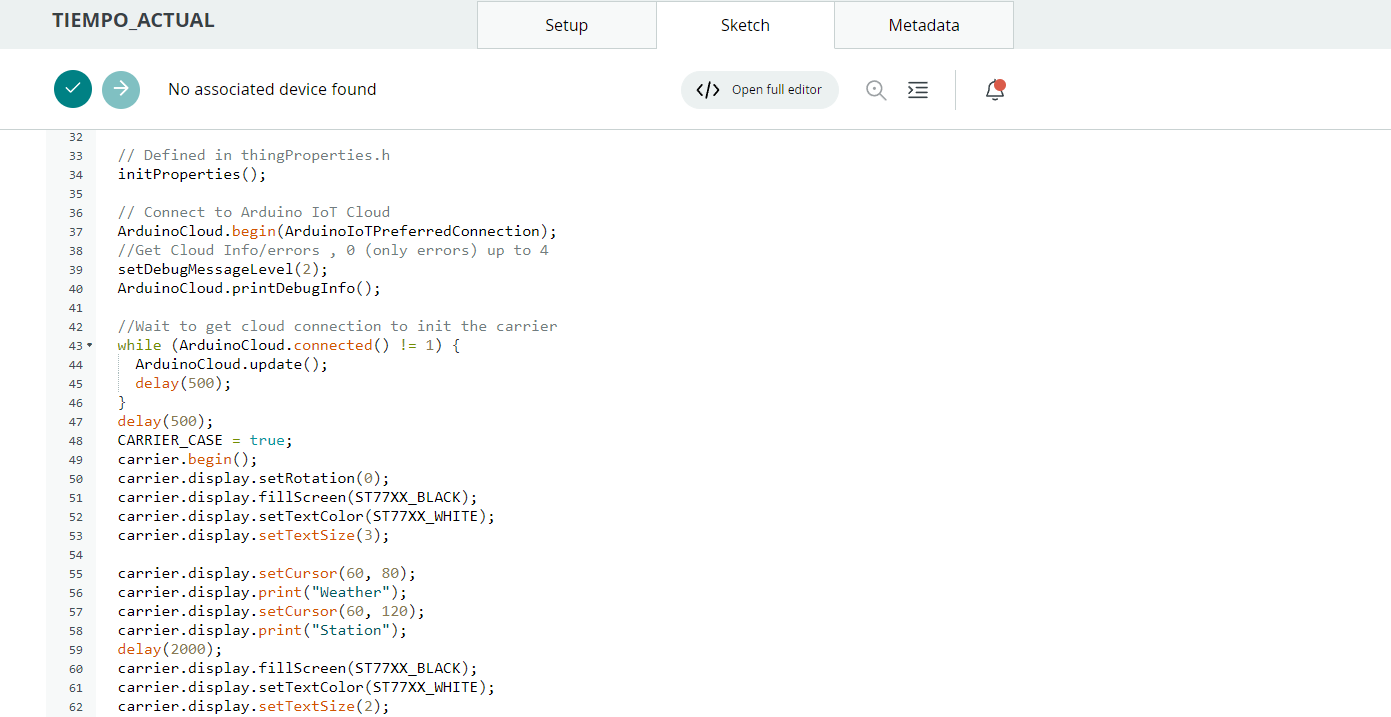 TIEMPO_ACTUAL
Setup
Sketch
Metadata
No associated device found
</> Open full editor
32
33 // Defined in thingProperties.h
34 initProperties();
35
36 // Connect to Arduino IoT Cloud
37 ArduinoCloud.begin(ArduinoIoTPreferredConnection);
38 //Get Cloud Info/errors , 0 (only errors) up to 4
39 setDebugMessageLevel(2);
40 ArduinoCloud.printDebugInfo();
41
42 //Wait to get cloud connection to init the carrier
43 while (ArduinoCloud.connected() != 1) {
44 ArduinoCloud.update();
45 delay(500);
46 }
47 delay(500);
48 CARRIER_CASE = true;
49 carrier.begin();
50 carrier.display.setRotation(0);
51 carrier.display.fillScreen(ST77XX_BLACK);
52 carrier.display.setTextColor(ST77XX_WHITE);
53 carrier.display.setTextSize(3);
54
55 carrier.display.setCursor(60, 80);
56 carrier.display.print("Weather");
57 carrier.display.setCursor(60, 120);
58 carrier.display.print("Station");
59 delay(2000);
60 carrier.display.fillScreen(ST77XX_BLACK);
61 carrier.display.setTextColor(ST77XX_WHITE);
62 carrier.display.setTextSize(2);